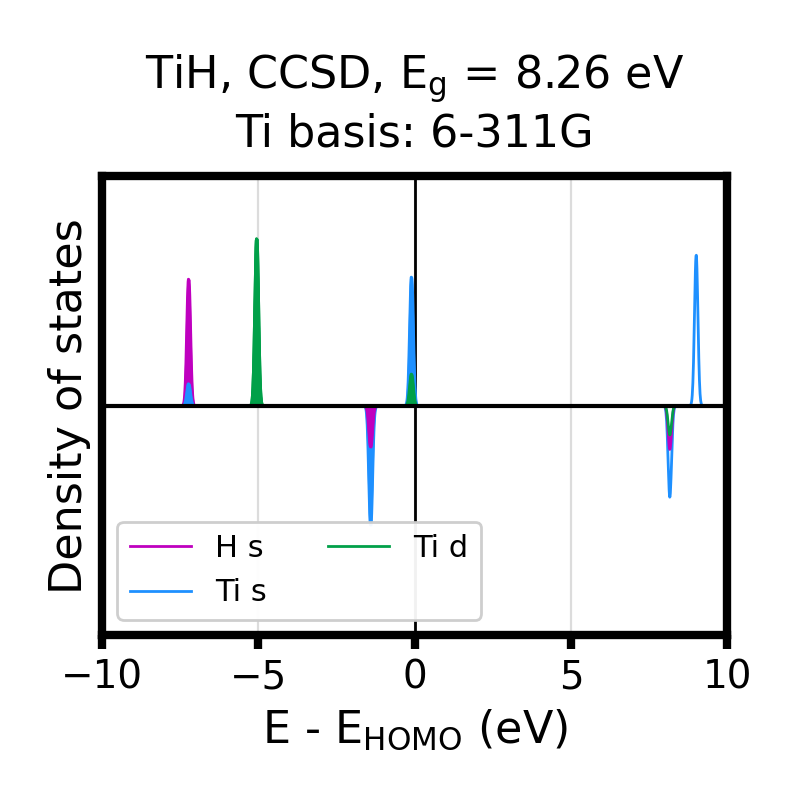 TiH, CCSD, E_g = 8.26 eV
Ti basis: 6-311G
Density of states
H s
Ti s
Ti d
−10
−5
0
5
10
E - E_HOMO (eV)